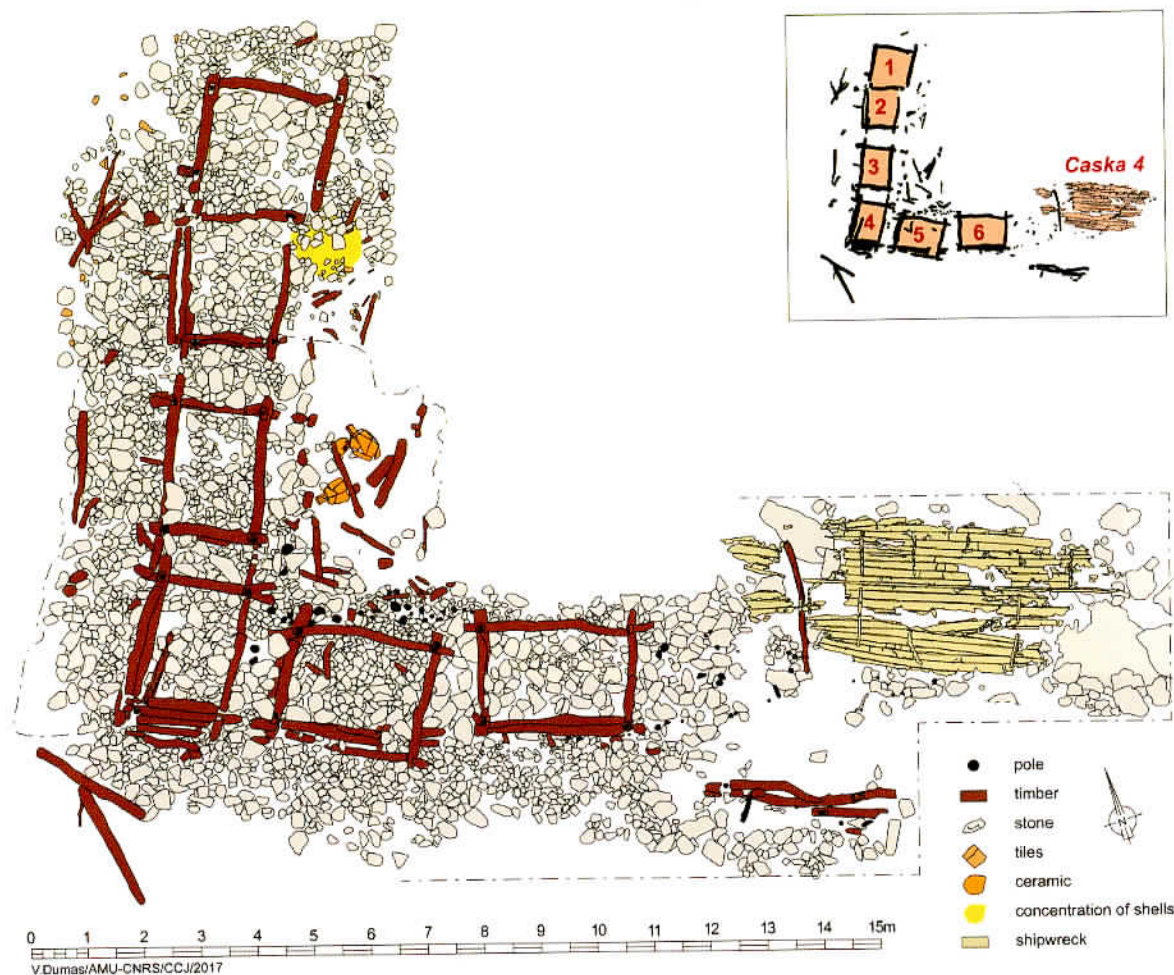 1
2
3
4
5
6
Caska 4
pole
timber
stone
tiles
ceramic
concentration of shells
shipwreck
N
0 1 2 3 4 5 6 7 8 9 10 11 12 13 14 15m
V.Dumas/AMU-CNRS/CCJ/2017